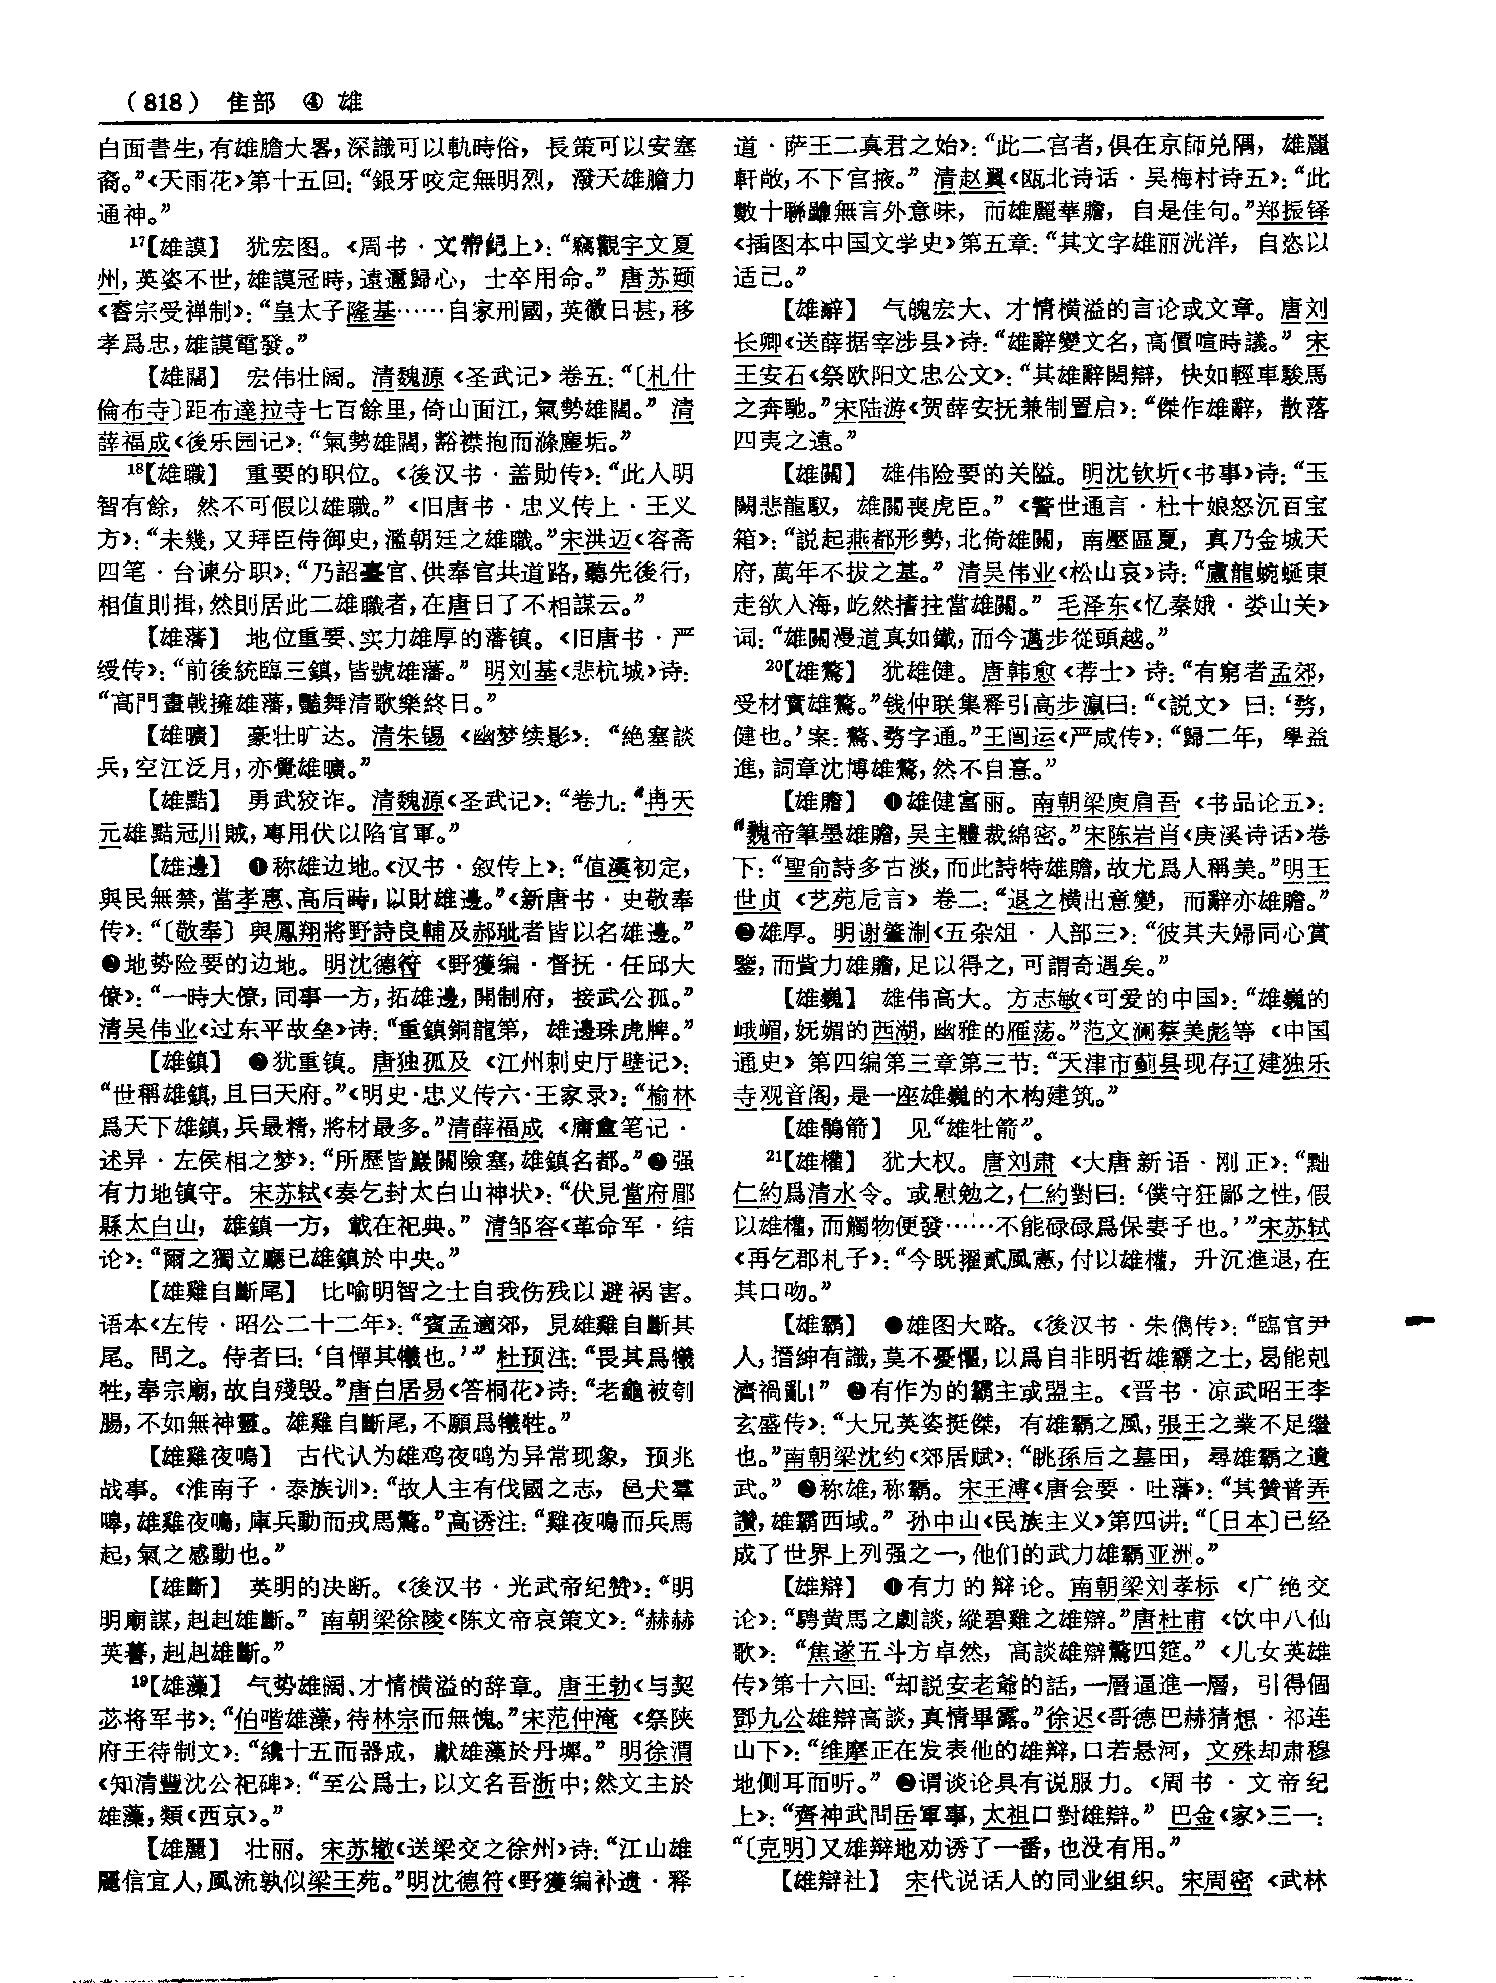 （818） 隹部 ④ 雄
白面書生，有雄膽大畧，深識可以軌時俗，長策可以安塞
裔。”《天雨花》第十五回：“銀牙咬定無明烈，潑天雄膽力
通神。”
17【雄謨】 犹宏图。《周书·文帝紀上》：“竊觀宇文夏
州，英姿不世，雄謨冠時，遠邇歸心，士卒用命。”唐苏颋
《睿宗受禅制》：“皇太子隆基……自家刑國，英徽日甚，移
孝爲忠，雄謨電發。”
【雄闊】 宏伟壮阔。清魏源《圣武记》卷五：“〔札什
倫布寺〕距布達拉寺七百餘里，倚山面江，氣勢雄闊。”清
薛福成《後乐园记》：“氣勢雄闊，豁襟抱而滌塵垢。”
18【雄職】 重要的职位。《後汉书·盖勋传》：“此人明
智有餘，然不可假以雄職。”《旧唐书·忠义传上·王义
方》：“未幾，又拜臣侍御史，濫朝廷之雄職。”宋洪迈《容斋
四笔·台谏分职》：“乃詔臺官、供奉官共道路，聽先後行，
相值則揖，然則居此二雄職者，在唐日了不相謀云。”
【雄藩】 地位重要、实力雄厚的藩镇。《旧唐书·严
绶传》：“前後統臨三鎮，皆號雄藩。”明刘基《悲杭城》诗：
“高門畫戟擁雄藩，豔舞清歌樂終日。”
【雄曠】 豪壮旷达。清朱锡《幽梦续影》：“絶塞談
兵，空江泛月，亦覺雄曠。”
【雄黠】 勇武狡诈。清魏源《圣武记》：“卷九：“冉天
元雄黠冠川賊，專用伏以陷官軍。”
【雄邊】 ❶称雄边地。《汉书·叙传上》：“值漢初定，
與民無禁，當孝惠、高后時，以財雄邊。”《新唐书·史敬奉
传》：“〔敬奉〕與鳳翔將野詩良輔及郝玼者皆以名雄邊。”
❷地势险要的边地。明沈德符《野獲编·督抚·任邱大
僚》：“一時大僚，同事一方，拓雄邊，開制府，接武公孤。”
清吴伟业《过东平故垒》诗：“重鎮銅龍第，雄邊珠虎牌。”
【雄鎮】 ❶犹重镇。唐独孤及《江州刺史厅壁记》：
“世稱雄鎮，且曰天府。”《明史·忠义传六·王家录》：“榆林
爲天下雄鎮，兵最精，將材最多。”清薛福成《庸盦笔记·
述异·左侯相之梦》：“所歷皆巖關險塞，雄鎮名都。”❷强
有力地镇守。宋苏轼《奏乞封太白山神状》：“伏見當府郿
縣太白山，雄鎮一方，載在祀典。”清邹容《革命军·结
论》：“爾之獨立廳已雄鎮於中央。”
【雄雞自斷尾】 比喻明智之士自我伤残以避祸害。
语本《左传·昭公二十二年》：“賓孟適郊，見雄雞自斷其
尾。問之。侍者曰：‘自憚其犧也。’”杜预注：“畏其爲犧
牲，奉宗廟，故自殘毁。”唐白居易《答桐花》诗：“老龜被刳
腸，不如無神靈。雄雞自斷尾，不願爲犧牲。”
【雄雞夜鳴】 古代认为雄鸡夜鸣为异常现象，预兆
战事。《淮南子·泰族训》：“故人主有伐國之志，邑犬羣
嗥，雄雞夜鳴，庫兵動而戎馬驚。”高诱注：“雞夜鳴而兵馬
起，氣之感動也。”
【雄斷】 英明的决断。《後汉书·光武帝纪赞》：“明
明廟謀，赳赳雄斷。”南朝梁徐陵《陈文帝哀策文》：“赫赫
英謩，赳赳雄斷。”
19【雄藻】 气势雄阔、才情横溢的辞章。唐王勃《与契
苾将军书》：“伯喈雄藻，待林宗而無愧。”宋范仲淹《祭陕
府王待制文》：“纔十五而器成，獻雄藻於丹墀。”明徐渭
《知清豐沈公祀碑》：“至公爲士，以文名吾浙中；然文主於
雄藻，類《西京》。”
【雄麗】 壮丽。宋苏辙《送梁交之徐州》诗：“江山雄
麗信宜人，風流孰似梁王苑。”明沈德符《野獲编补遗·释
道·萨王二真君之始》：“此二宫者，俱在京師兑隅，雄麗
軒敞，不下宫掖。”清赵翼《瓯北诗话·吴梅村诗五》：“此
數十聯雖無言外意味，而雄麗華贍，自是佳句。”郑振铎
《插图本中国文学史》第五章：“其文字雄丽洸洋，自恣以
适己。”
【雄辭】 气魄宏大、才情横溢的言论或文章。唐刘
长卿《送薛据宰涉县》诗：“雄辭變文名，高價喧時議。”宋
王安石《祭欧阳文忠公文》：“其雄辭閎辯，快如輕車駿馬
之奔馳。”宋陆游《贺薛安抚兼制置启》：“傑作雄辭，散落
四夷之遠。”
【雄關】 雄伟险要的关隘。明沈钦圻《书事》诗：“玉
闕悲龍馭，雄關喪虎臣。”《警世通言·杜十娘怒沉百宝
箱》：“説起燕都形勢，北倚雄關，南壓區夏，真乃金城天
府，萬年不拔之基。”清吴伟业《松山哀》诗：“盧龍蜿蜒東
走欲入海，屹然搘拄當雄關。”毛泽东《忆秦娥·娄山关》
词：“雄關漫道真如鐵，而今邁步從頭越。”
20【雄驁】 犹雄健。唐韩愈《荐士》诗：“有窮者孟郊，
受材實雄驁。”钱仲联集释引高步瀛曰：“《説文》曰：‘𠢕，
健也。’案：驁、𠢕字通。”王闿运《严咸传》：“歸二年，學益
進，詞章沈博雄驁，然不自憙。”
【雄贍】 ❶雄健富丽。南朝梁庾肩吾《书品论五》：
“魏帝筆墨雄贍，吴主體裁綿密。”宋陈岩肖《庚溪诗话》卷
下：“聖俞詩多古淡，而此詩特雄贍，故尤爲人稱美。”明王
世贞《艺苑卮言》卷二：“退之横出意變，而辭亦雄贍。”
❷雄厚。明谢肇淛《五杂俎·人部三》：“彼其夫婦同心賞
鑒，而貲力雄贍，足以得之，可謂奇遇矣。”
【雄巍】 雄伟高大。方志敏《可爱的中国》：“雄巍的
峨嵋，妩媚的西湖，幽雅的雁荡。”范文澜蔡美彪等《中国
通史》第四编第三章第三节：“天津市蓟县现存辽建独乐
寺观音阁，是一座雄巍的木构建筑。”
【雄鶻箭】 见“雄牡箭”。
21【雄權】 犹大权。唐刘肃《大唐新语·刚正》：“黜
仁約爲清水令。或慰勉之，仁約對曰：‘僕守狂鄙之性，假
以雄權，而觸物便發……不能碌碌爲保妻子也。’”宋苏轼
《再乞郡札子》：“今既擢貳風憲，付以雄權，升沉進退，在
其口吻。”
【雄霸】 ❶雄图大略。《後汉书·朱儁传》：“臨官尹
人，搢紳有識，莫不憂懼，以爲自非明哲雄霸之士，曷能剋
濟禍亂！”❷有作为的霸主或盟主。《晋书·凉武昭王李
玄盛传》：“大兄英姿挺傑，有雄霸之風，張王之業不足繼
也。”南朝梁沈约《郊居赋》：“眺孫后之墓田，尋雄霸之遺
武。”❸称雄，称霸。宋王溥《唐会要·吐蕃》：“其贊普弄
讚，雄霸西域。”孙中山《民族主义》第四讲：“〔日本〕已经
成了世界上列强之一，他们的武力雄霸亚洲。”
【雄辯】 ❶有力的辩论。南朝梁刘孝标《广绝交
论》：“騁黄馬之劇談，縱碧雞之雄辯。”唐杜甫《饮中八仙
歌》：“焦遂五斗方卓然，高談雄辯驚四筵。”《儿女英雄
传》第十六回：“却説安老爺的話，一層逼進一層，引得個
鄧九公雄辯高談，真情畢露。”徐迟《哥德巴赫猜想·祁连
山下》：“维摩正在发表他的雄辩，口若悬河，文殊却肃穆
地侧耳而听。”❷谓谈论具有说服力。《周书·文帝纪
上》：“齊神武問岳軍事，太祖口對雄辯。”巴金《家》三一：
“〔克明〕又雄辩地劝诱了一番，也没有用。”
【雄辯社】 宋代说话人的同业组织。宋周密《武林